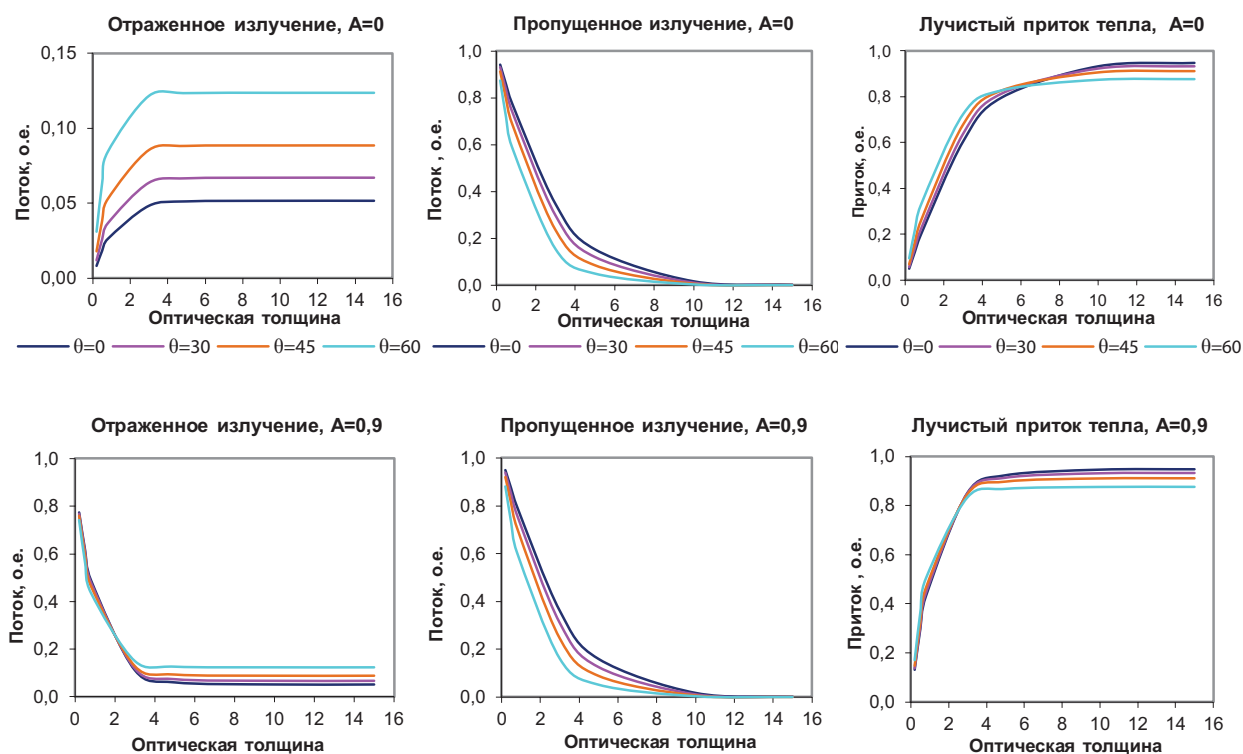 Отраженное излучение, А=0
Поток, о.е.
0,15
0,10
0,05
0,00
0 2 4 6 8 10 12 14 16
Оптическая толщина
Пропущенное излучение, А=0
Поток , о.е.
1,0
0,8
0,6
0,4
0,2
0,0
0 2 4 6 8 10 12 14 16
Оптическая толщина
Лучистый приток тепла, А=0
Приток, о.е.
1,0
0,8
0,6
0,4
0,2
0,0
0 2 4 6 8 10 12 14 16
Оптическая толщина
θ=0 θ=30 θ=45 θ=60 θ=0 θ=30 θ=45 θ=60 θ=0 θ=30 θ=45 θ=60
Отраженное излучение, А=0,9
Поток, о.е.
1,0
0,8
0,6
0,4
0,2
0,0
0 2 4 6 8 10 12 14 16
Оптическая толщина
Пропущенное излучение, А=0,9
Поток, о.е.
1,0
0,8
0,6
0,4
0,2
0,0
0 2 4 6 8 10 12 14 16
Оптическая толщина
Лучистый приток тепла, А=0,9
Приток , о.е.
1,0
0,8
0,6
0,4
0,2
0,0
0 2 4 6 8 10 12 14 16
Оптическая толщина